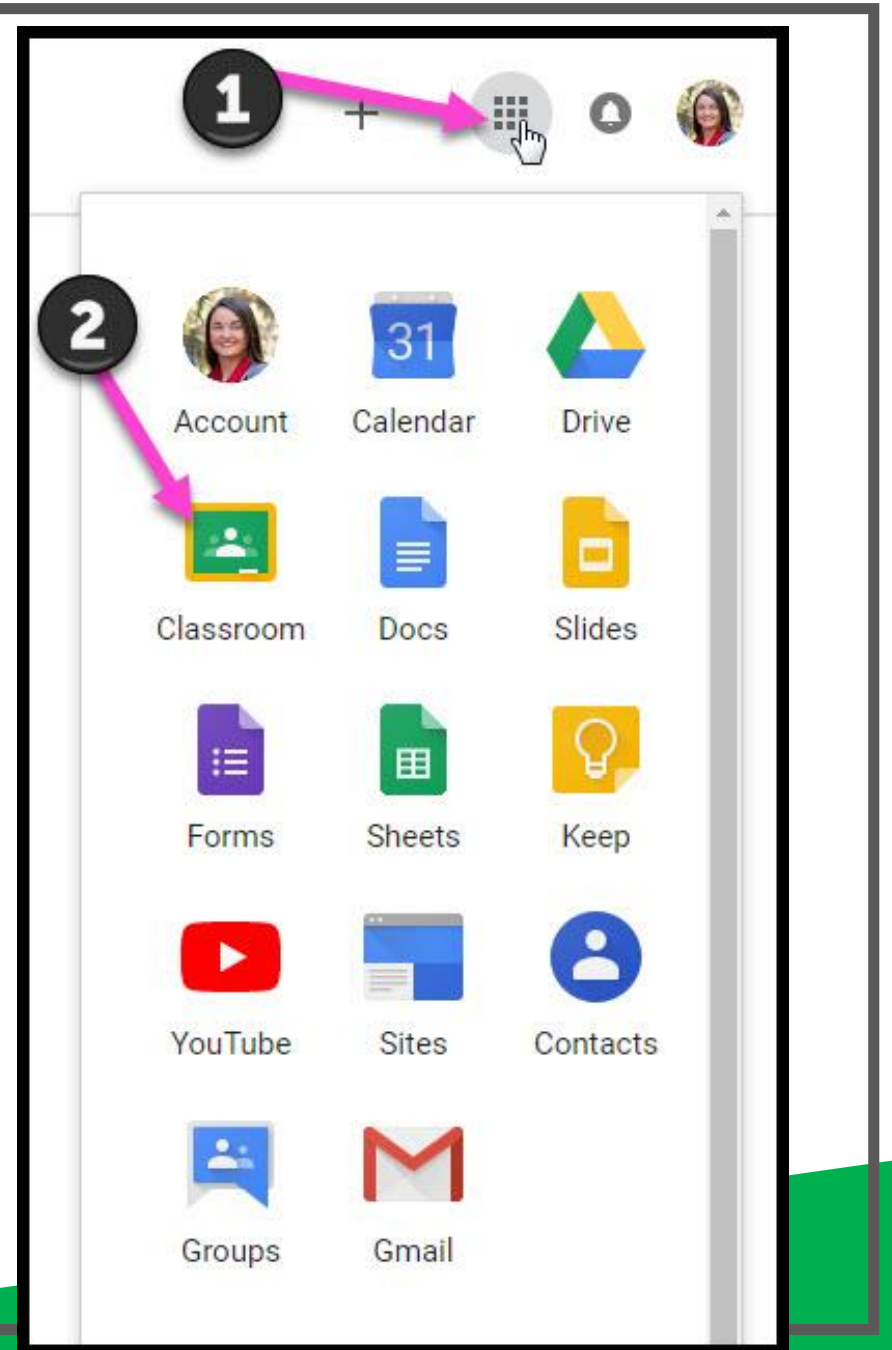 1
2
31
Account Calendar Drive
Classroom Docs Slides
Forms Sheets Keep
YouTube Sites Contacts
Groups Gmail